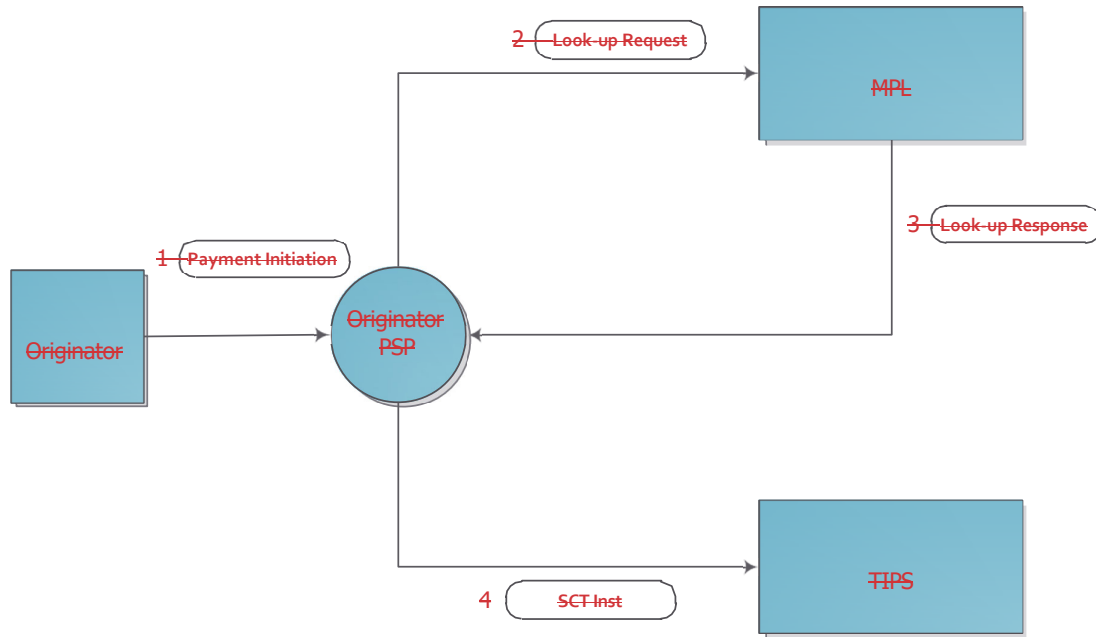 2 Look-up Request
MPL
3 Look-up Response
1 Payment Initiation
Originator
PSP
Originator
TIPS
4 SCT Inst